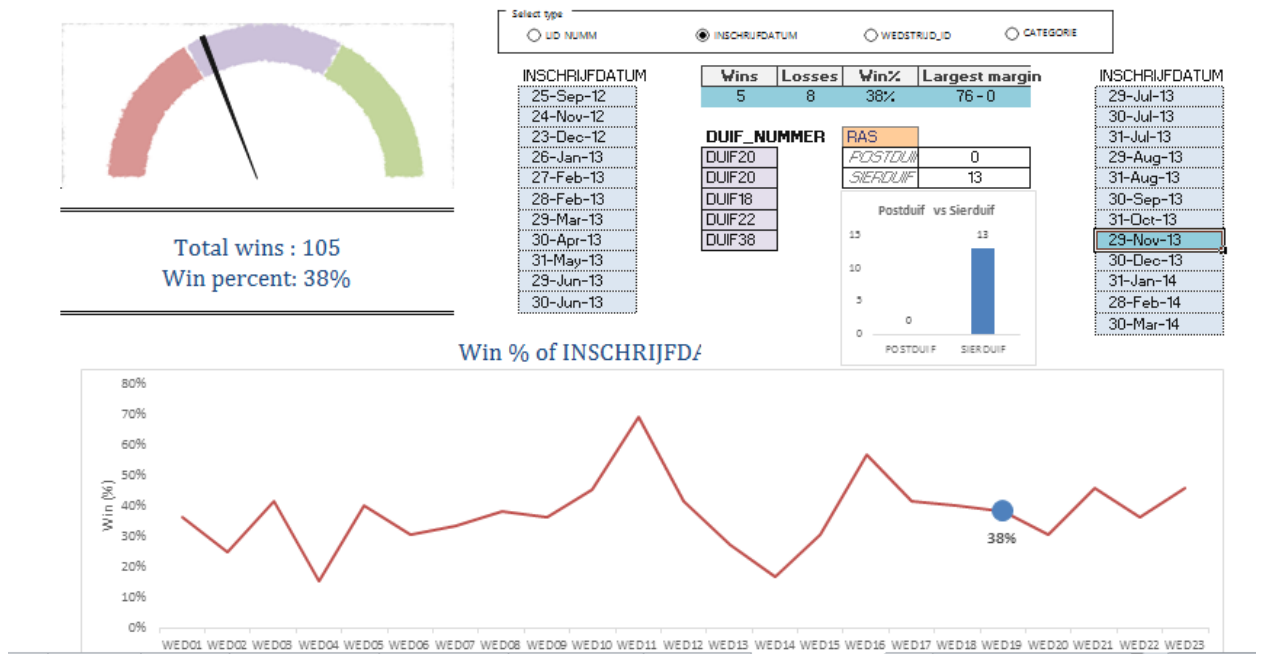 Select type
LID NUMM INSCHRIJFDATUM WEDSTRIJD_ID CATEGORIE
Total wins : 105
Win percent: 38%
INSCHRIJFDATUM
25-Sep-12
24-Nov-12
23-Dec-12
26-Jan-13
27-Feb-13
28-Feb-13
29-Mar-13
30-Apr-13
31-May-13
29-Jun-13
30-Jun-13
Wins Losses Win% Largest margin
5 8 38% 76 - 0
DUIF_NUMMER
DUIF20
DUIF20
DUIF18
DUIF22
DUIF38
RAS
POSTDUI 0
SIERDUIF 13
Postduif vs Sierduif
15
10
5
0
0
13
POSTDUIF SIERDUIF
INSCHRIJFDATUM
29-Jul-13
30-Jul-13
31-Jul-13
29-Aug-13
31-Aug-13
30-Sep-13
31-Oct-13
29-Nov-13
30-Dec-13
31-Jan-14
28-Feb-14
30-Mar-14
Win % of INSCHRIJFD
Win (%)
80%
70%
60%
50%
40%
30%
20%
10%
0%
38%
WED01 WED02 WED03 WED04 WED05 WED06 WED07 WED08 WED09 WED10 WED11 WED12 WED13 WED14 WED15 WED16 WED17 WED18 WED19 WED20 WED21 WED22 WED23